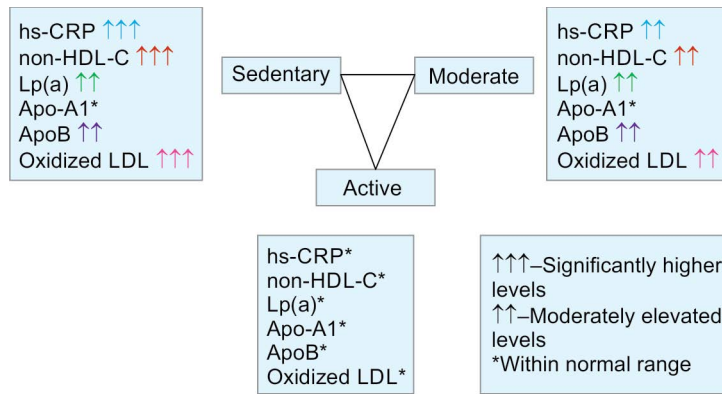 hs-CRP ↑↑↑
non-HDL-C ↑↑↑
Lp(a) ↑↑
Apo-A1*
ApoB ↑↑
Oxidized LDL ↑↑↑
Sedentary
Moderate
Active
hs-CRP ↑↑
non-HDL-C ↑↑
Lp(a) ↑↑
Apo-A1*
ApoB ↑↑
Oxidized LDL ↑↑
hs-CRP*
non-HDL-C*
Lp(a)*
Apo-A1*
ApoB*
Oxidized LDL*
↑↑↑–Significantly higher
levels
↑↑–Moderately elevated
levels
*Within normal range